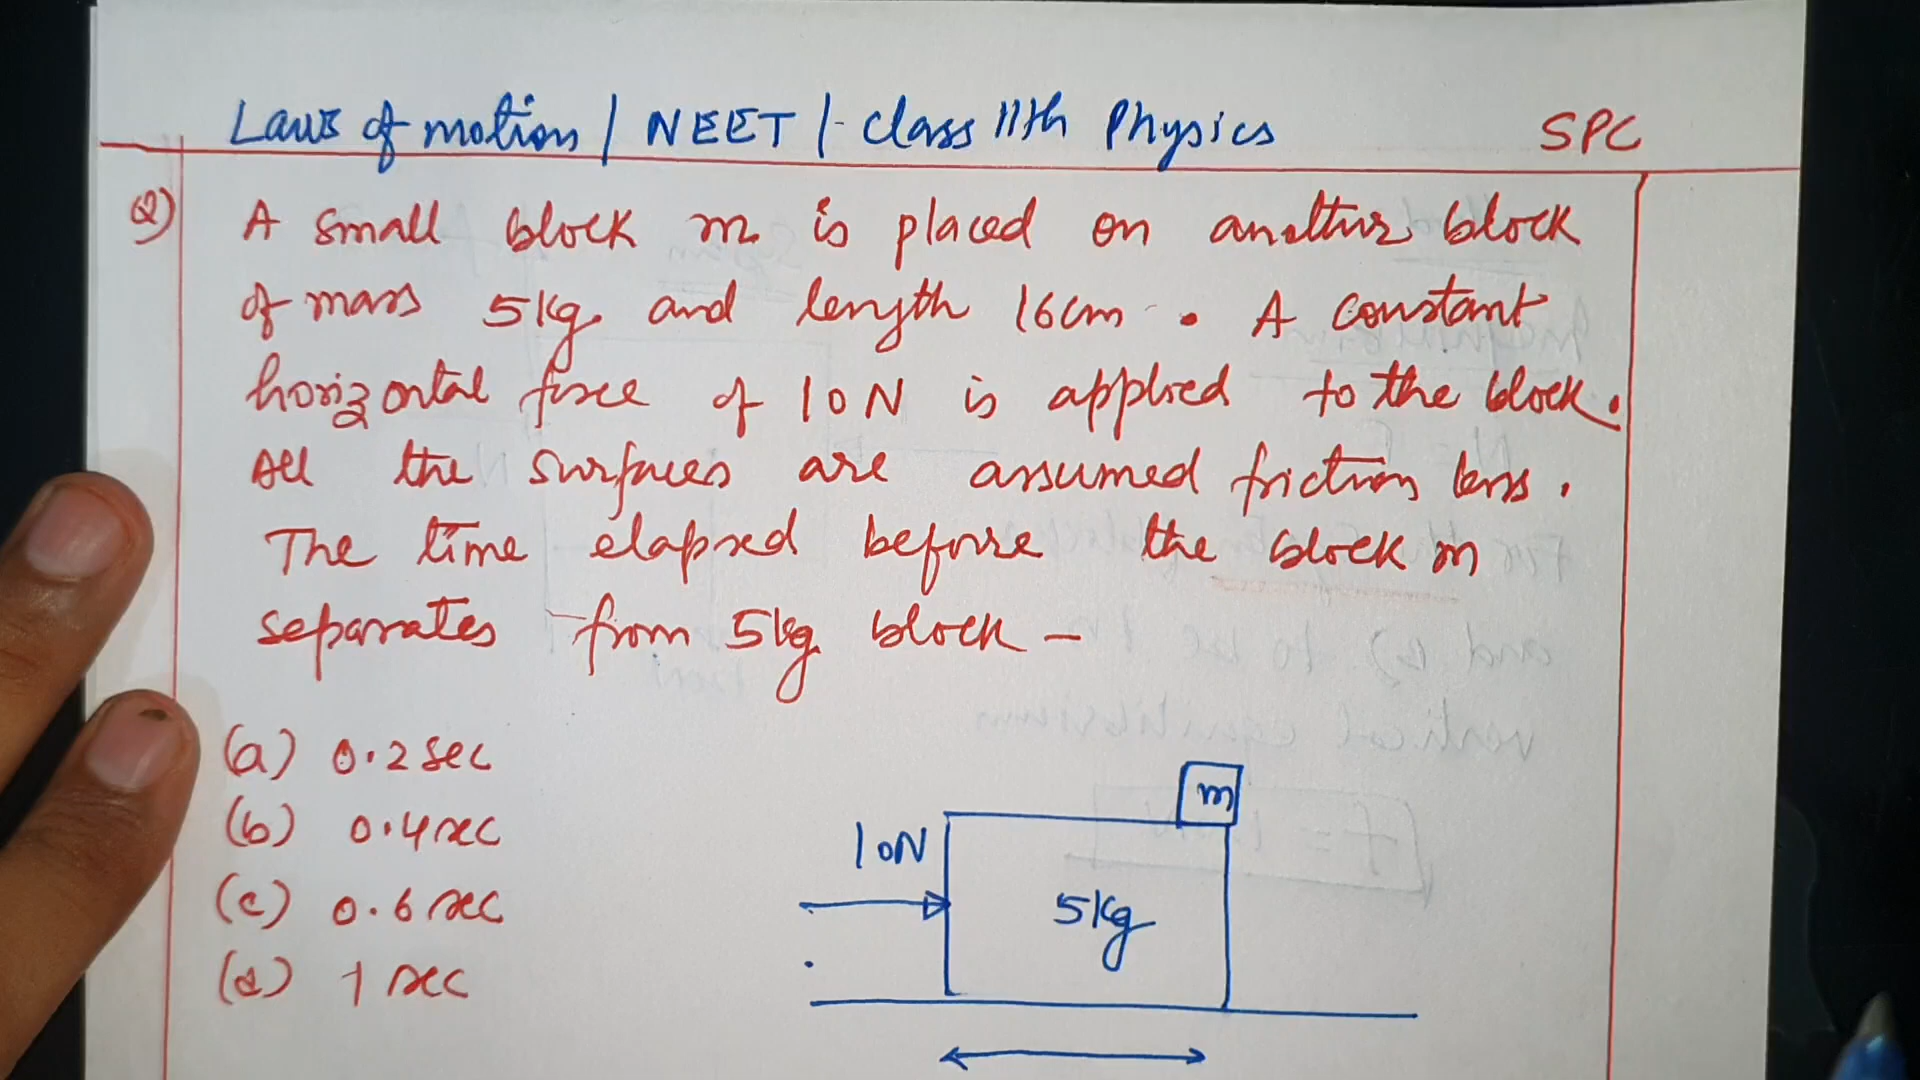 Laws of motion / NEET / Class 11th Physics SPC
Q) A small block m is placed on another block
of mass 5kg and length 16cm. A constant
horizontal force of 10N is applied to the block.
All the surfaces are assumed friction less.
The time elapsed before the block m
separates from 5kg block -
(a) 0.2 sec
(b) 0.4 sec
(c) 0.6 sec
(d) 1 sec
m
10N
5kg